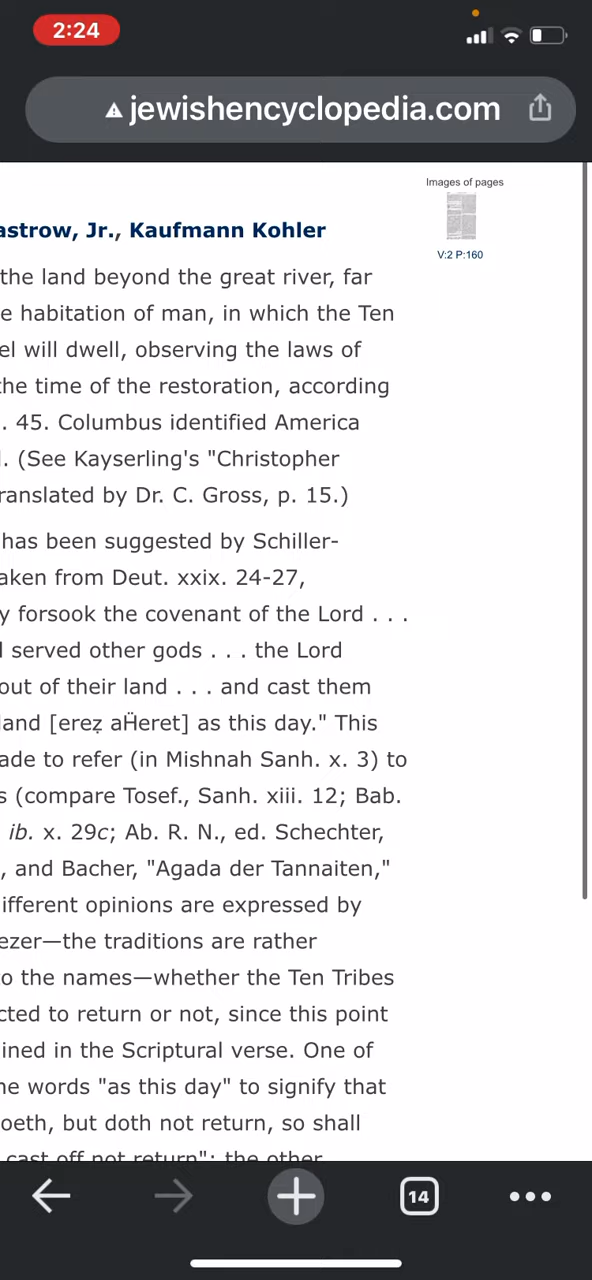 2:24
jewishencyclopedia.com
Images of pages
V:2 P:160
astrow, Jr., Kaufmann Kohler
the land beyond the great river, far
e habitation of man, in which the Ten
el will dwell, observing the laws of
the time of the restoration, according
. 45. Columbus identified America
. (See Kayserling's "Christopher
ranslated by Dr. C. Gross, p. 15.)
has been suggested by Schiller-
aken from Deut. xxix. 24-27,
y forsook the covenant of the Lord . . .
l served other gods . . . the Lord
out of their land . . . and cast them
land [ereẓ aḦeret] as this day." This
ade to refer (in Mishnah Sanh. x. 3) to
s (compare Tosef., Sanh. xiii. 12; Bab.
ib. x. 29c; Ab. R. N., ed. Schechter,
, and Bacher, "Agada der Tannaiten,"
ifferent opinions are expressed by
ezer—the traditions are rather
o the names—whether the Ten Tribes
cted to return or not, since this point
ined in the Scriptural verse. One of
he words "as this day" to signify that
oeth, but doth not return, so shall
cast off not return"; the other
14